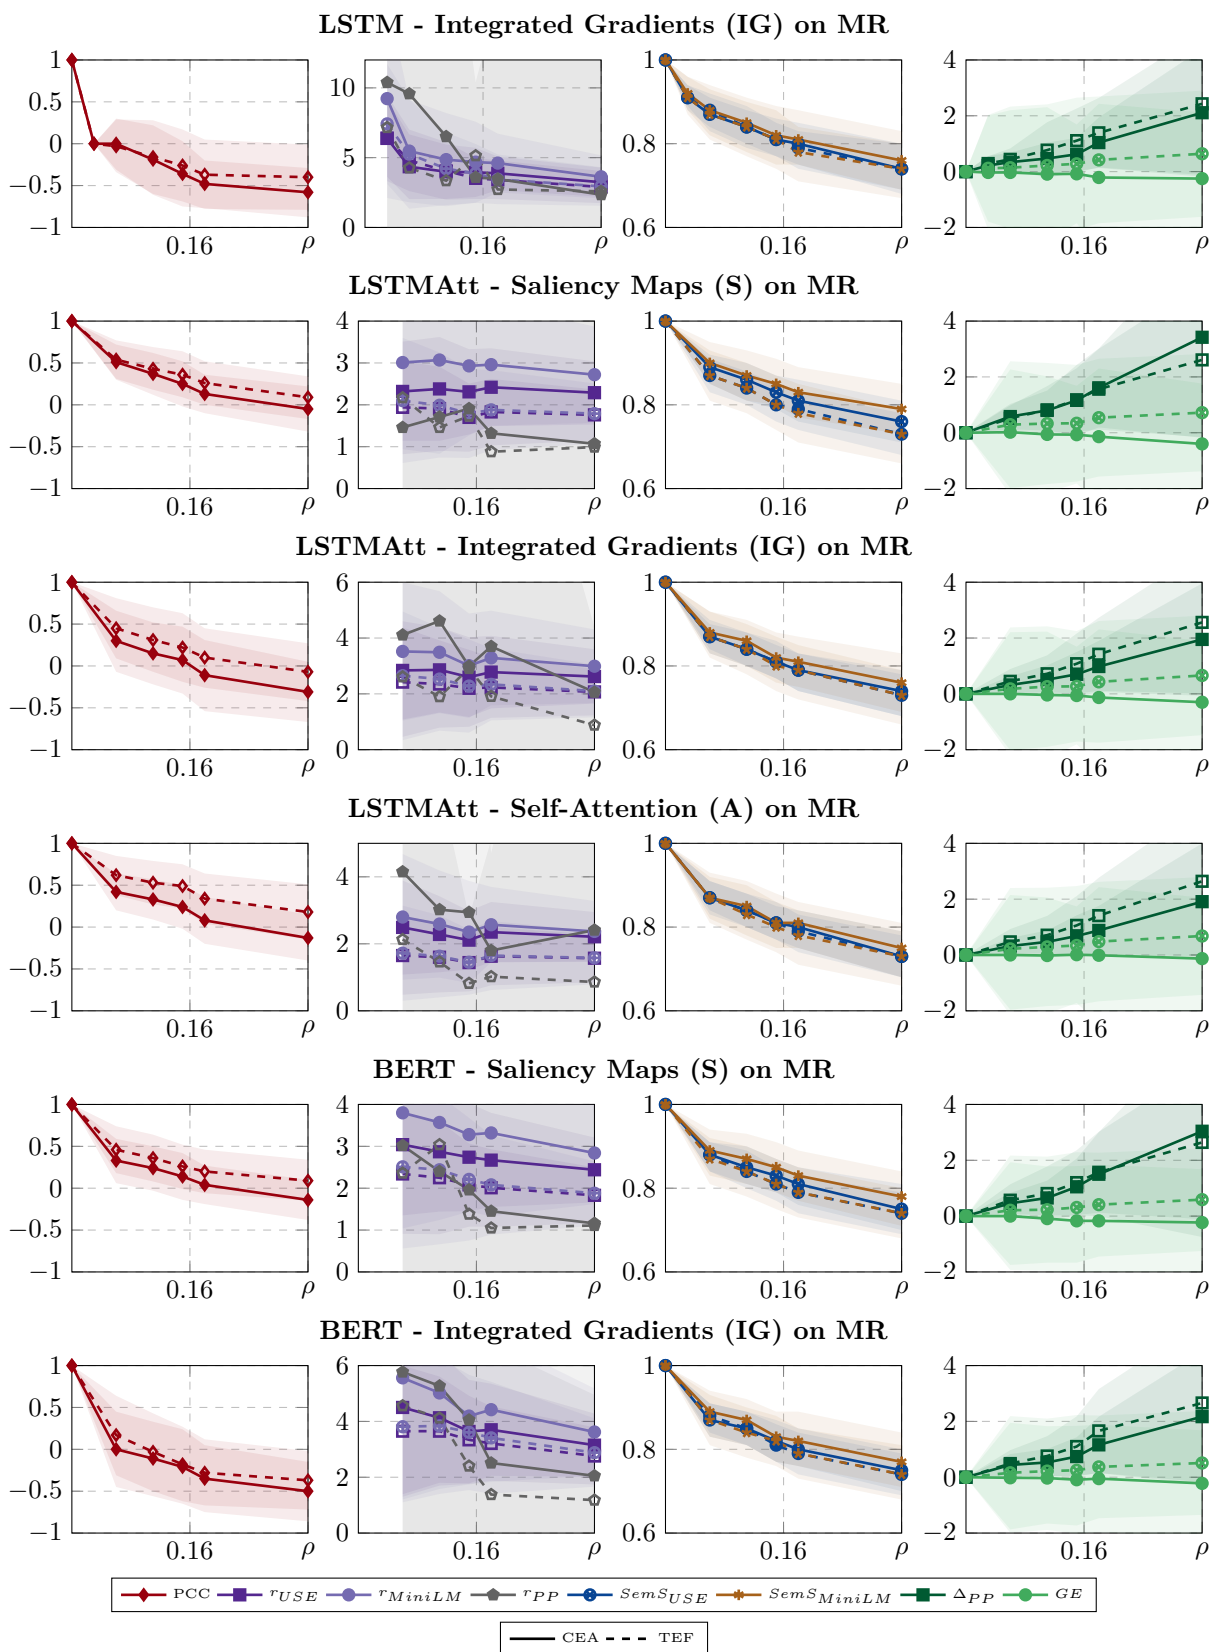 LSTM - Integrated Gradients (IG) on MR
1 0.5 0 −0.5 −1 0.16 ρ
10 5 0 0.16 ρ
1 0.8 0.6 0.16 ρ
4 2 0 −2 0.16 ρ
LSTMAtt - Saliency Maps (S) on MR
1 0.5 0 −0.5 −1 0.16 ρ
4 3 2 1 0 0.16 ρ
1 0.8 0.6 0.16 ρ
4 2 0 −2 0.16 ρ
LSTMAtt - Integrated Gradients (IG) on MR
1 0.5 0 −0.5 −1 0.16 ρ
6 4 2 0 0.16 ρ
1 0.8 0.6 0.16 ρ
4 2 0 −2 0.16 ρ
LSTMAtt - Self-Attention (A) on MR
1 0.5 0 −0.5 −1 0.16 ρ
4 2 0 0.16 ρ
1 0.8 0.6 0.16 ρ
4 2 0 −2 0.16 ρ
BERT - Saliency Maps (S) on MR
1 0.5 0 −0.5 −1 0.16 ρ
4 3 2 1 0 0.16 ρ
1 0.8 0.6 0.16 ρ
4 2 0 −2 0.16 ρ
BERT - Integrated Gradients (IG) on MR
1 0.5 0 −0.5 −1 0.16 ρ
6 4 2 0 0.16 ρ
1 0.8 0.6 0.16 ρ
4 2 0 −2 0.16 ρ
PCC r_USE r_MiniLM r_PP SemS_USE SemS_MiniLM Δ_PP GE
CEA TEF